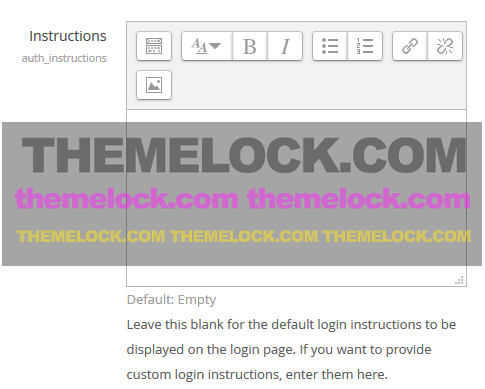 Instructions
auth_instructions
THEMELOCK.COM
themelock.com themelock.com
THEMELOCK.COM THEMELOCK.COM THEMELOCK.COM
Default: Empty
Leave this blank for the default login instructions to be
displayed on the login page. If you want to provide
custom login instructions, enter them here.